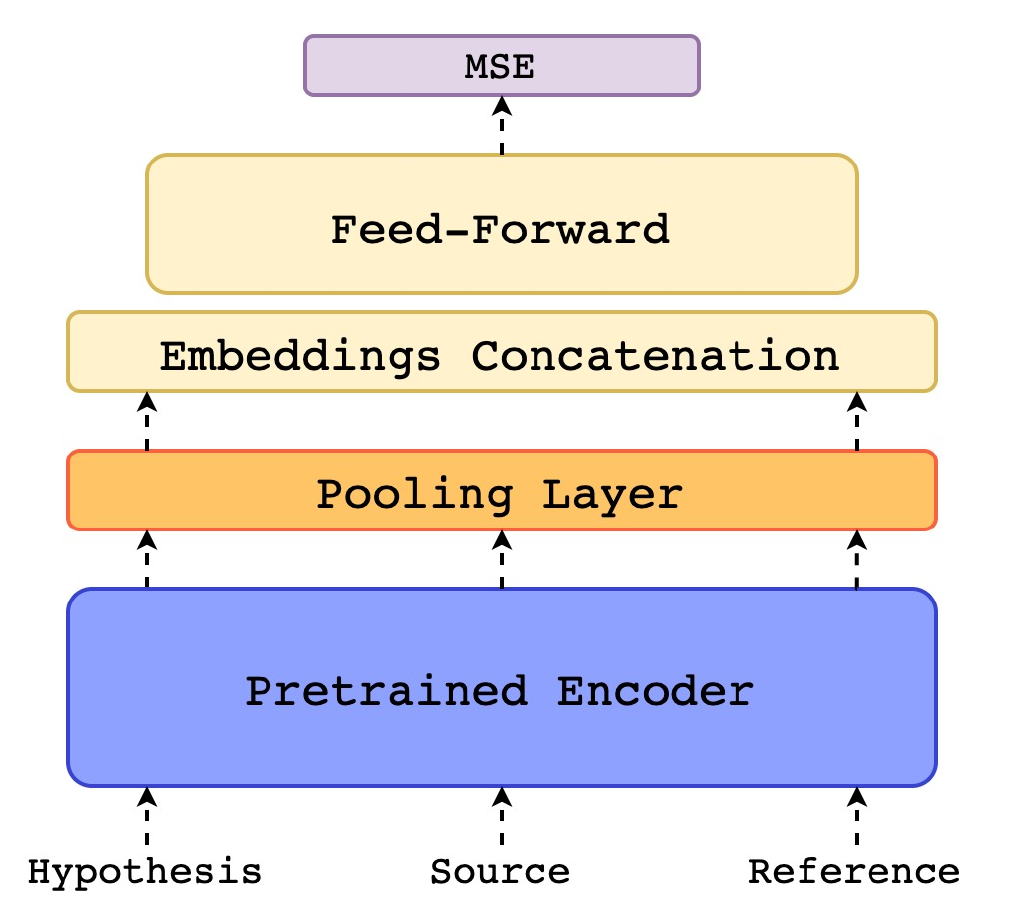 MSE
Feed-Forward
Embeddings Concatenation
Pooling Layer
Pretrained Encoder
Hypothesis Source Reference